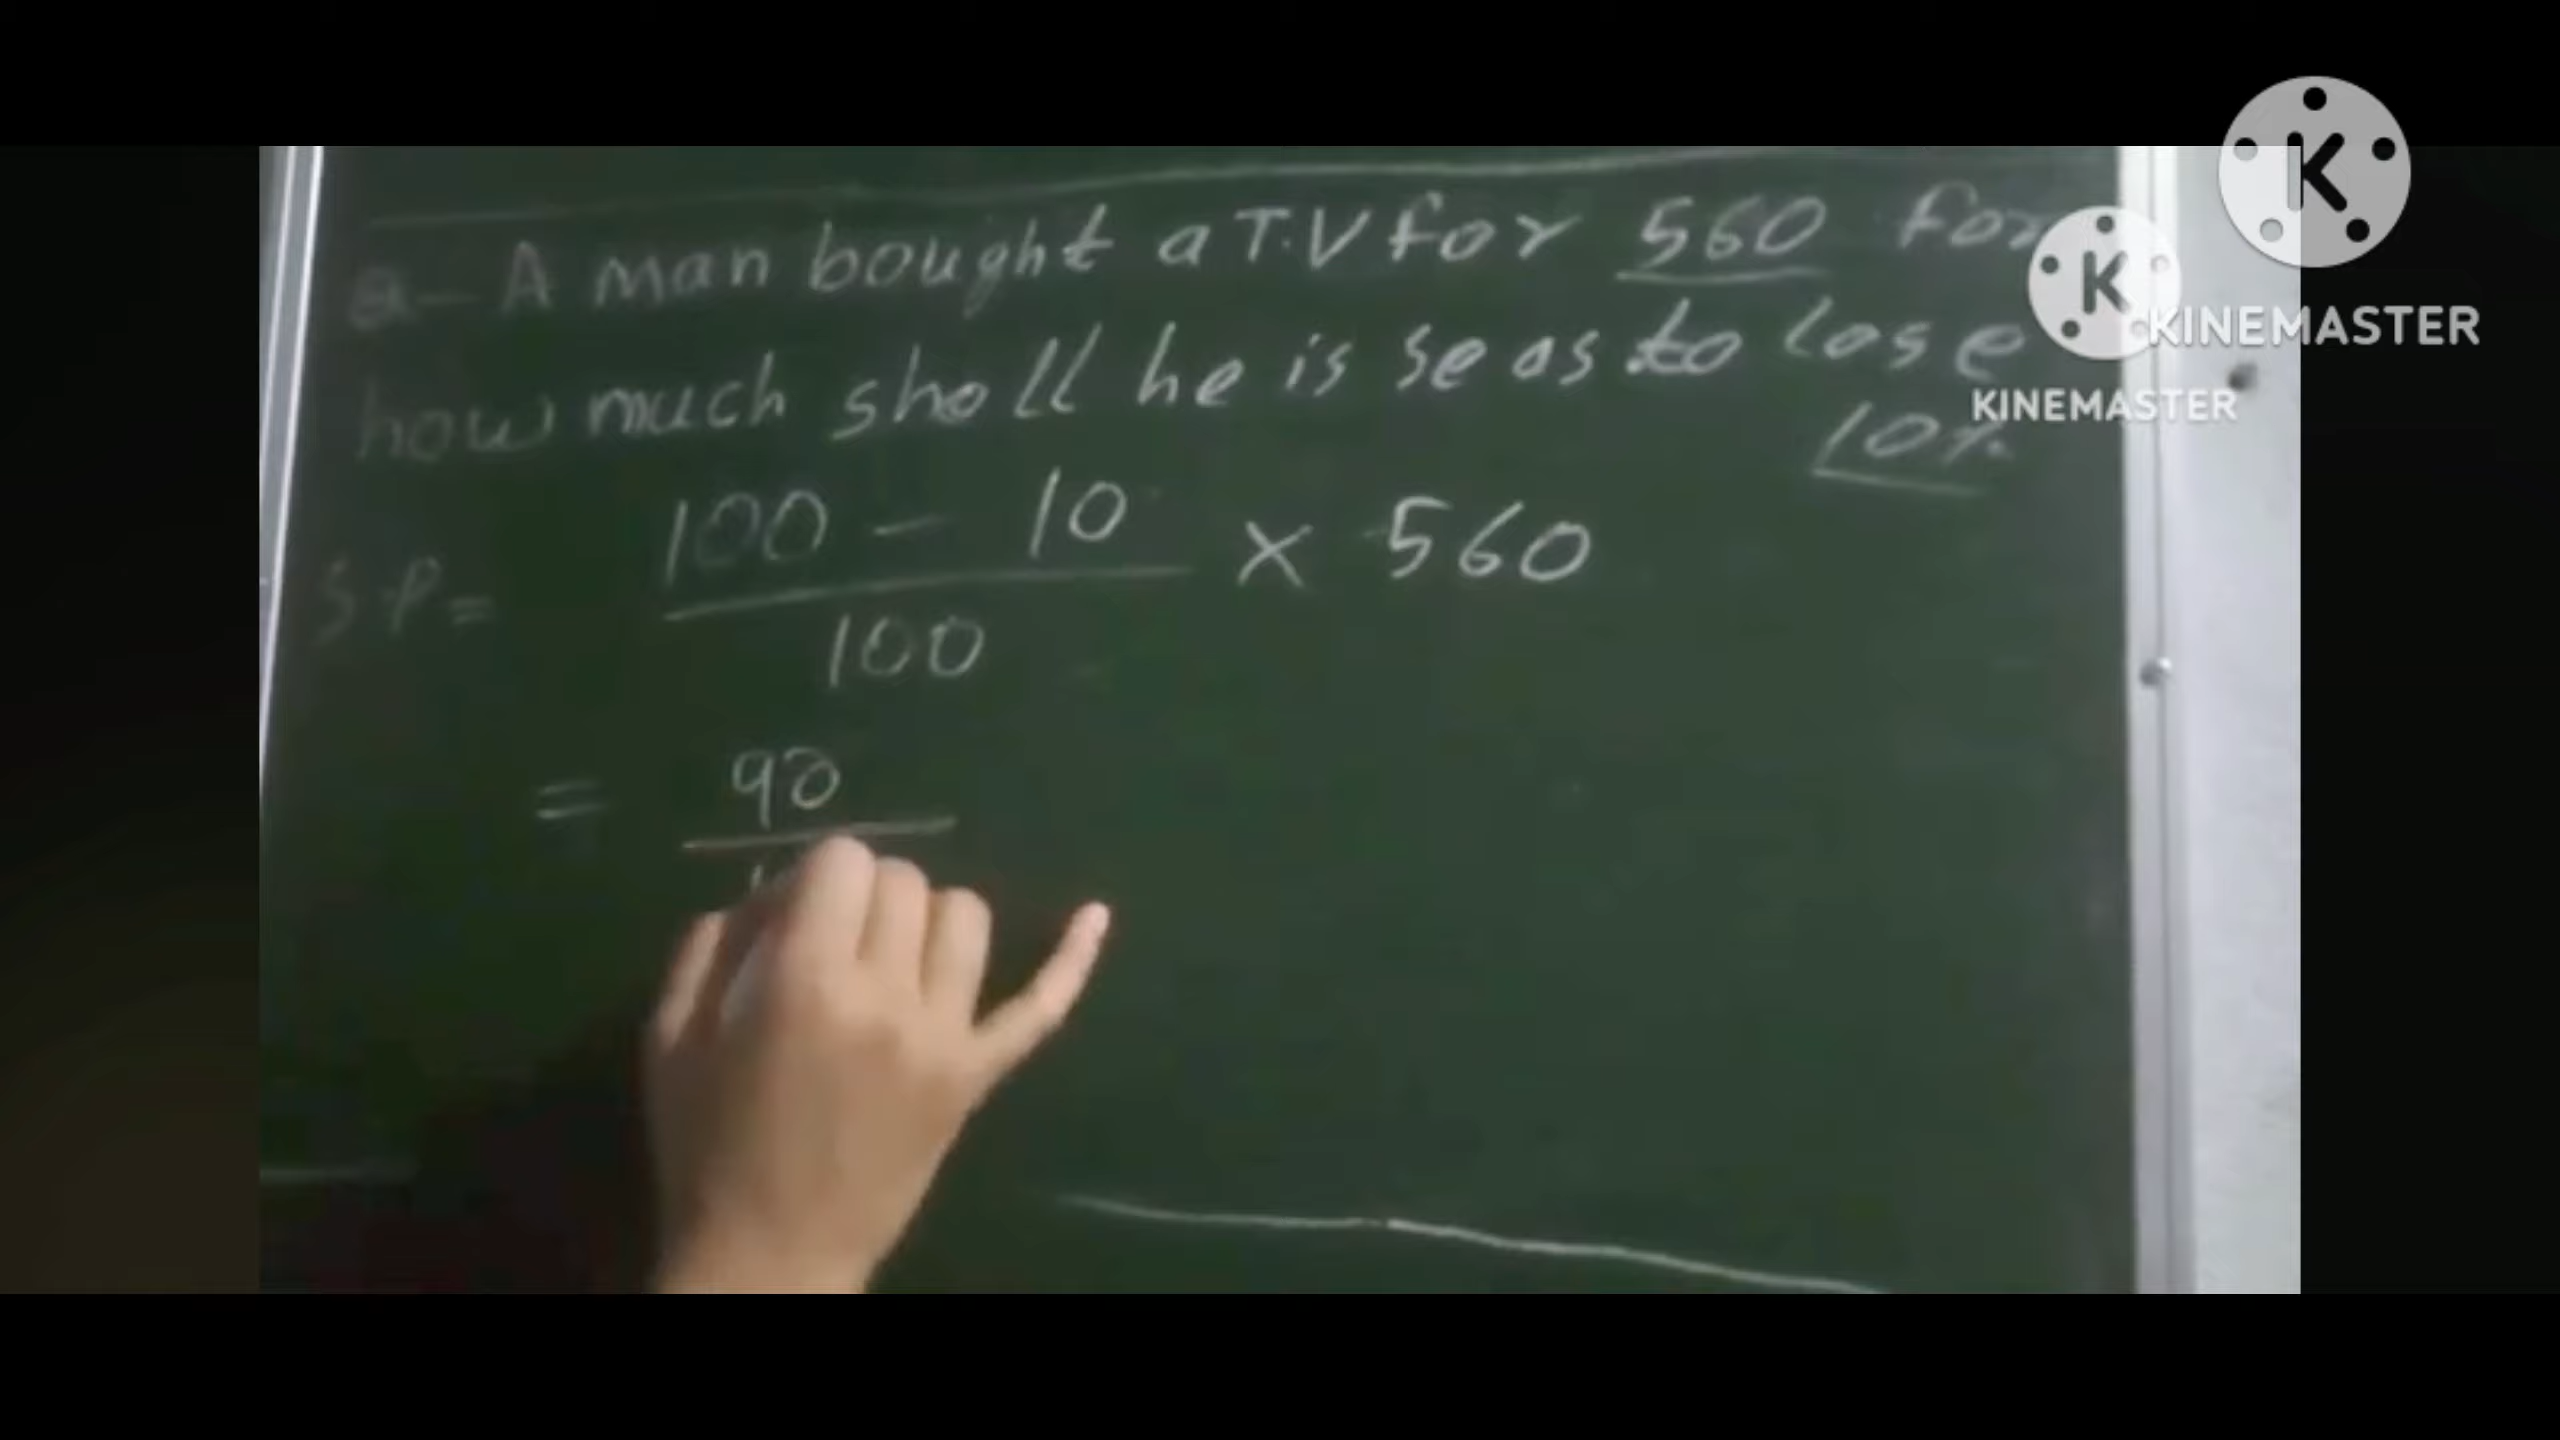 Q- A man bought a T.V for 560 for
how much shall he is se as to lose
10%
S.P = 100 - 10 × 560
100
= 90
KINEMASTER
KINEMASTER